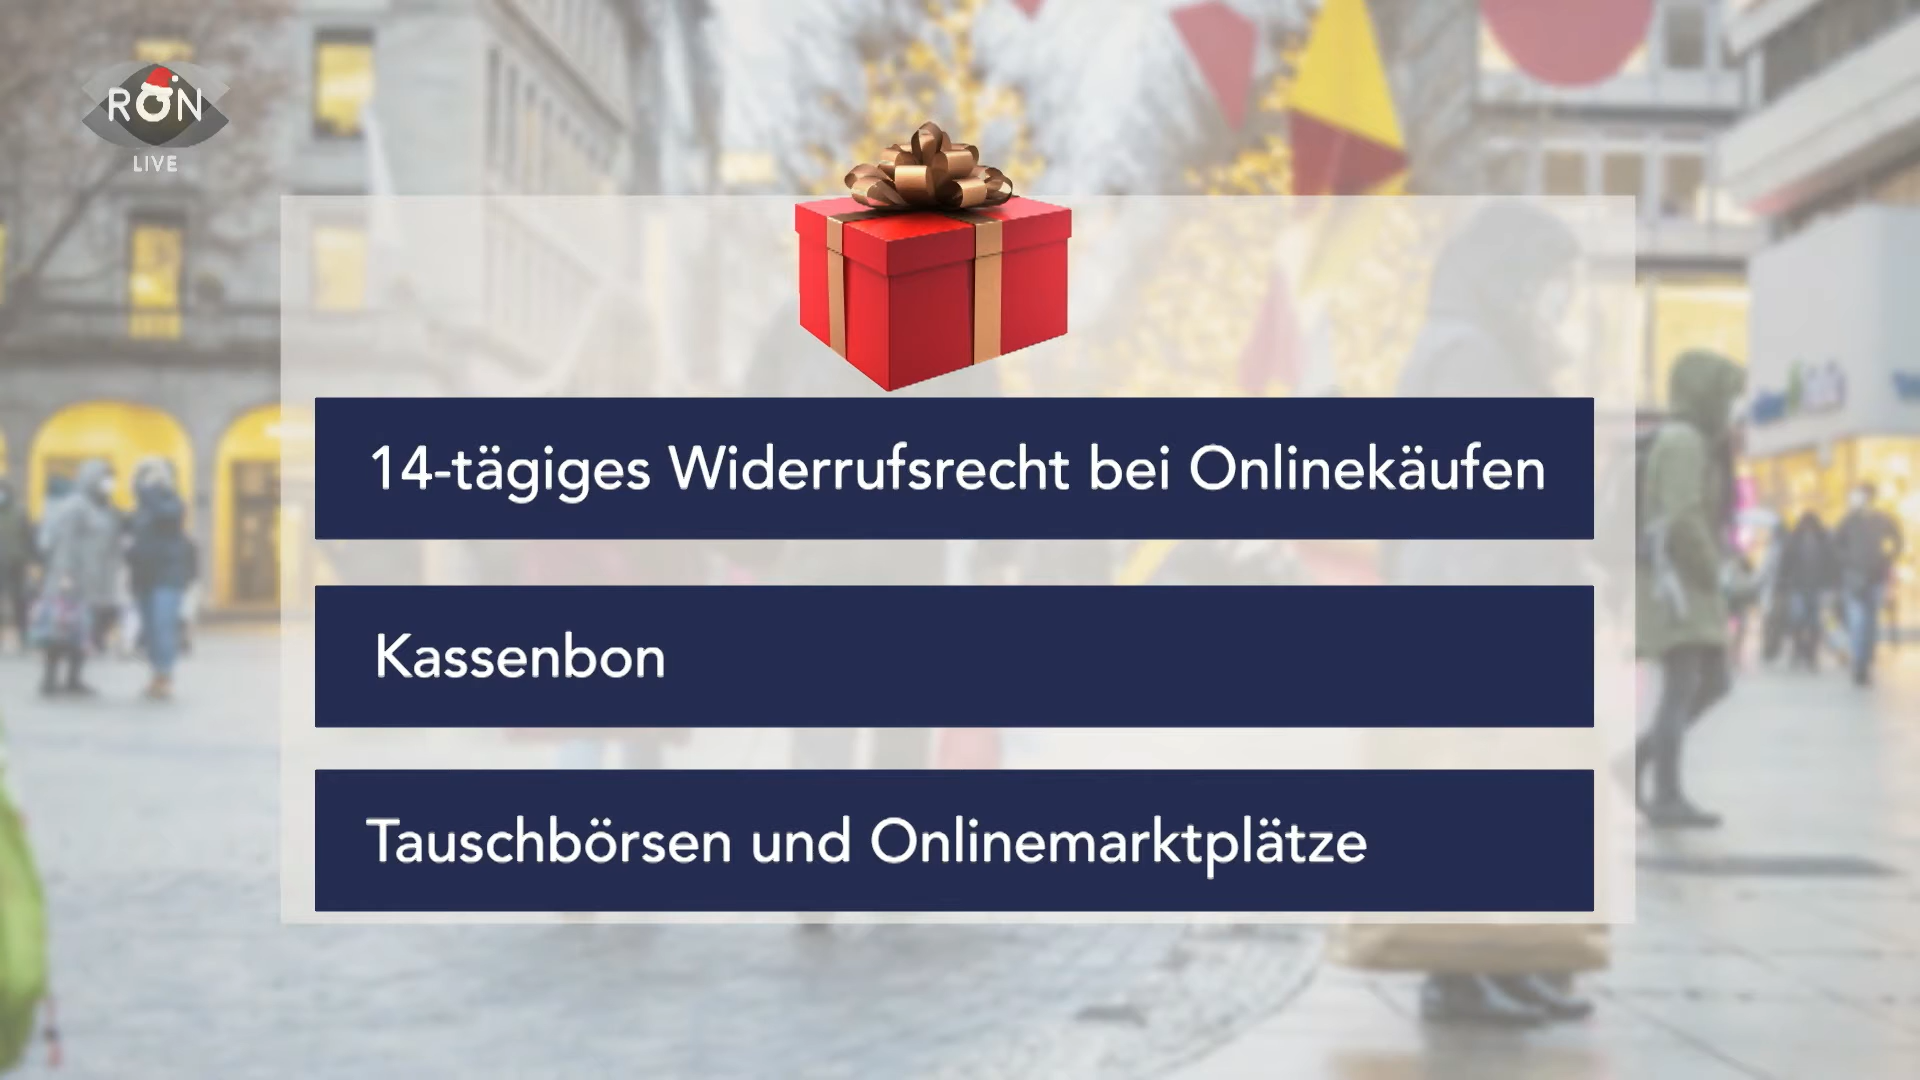 RON
LIVE
14-tägiges Widerrufsrecht bei Onlinekäufen
Kassenbon
Tauschbörsen und Onlinemarktplätze